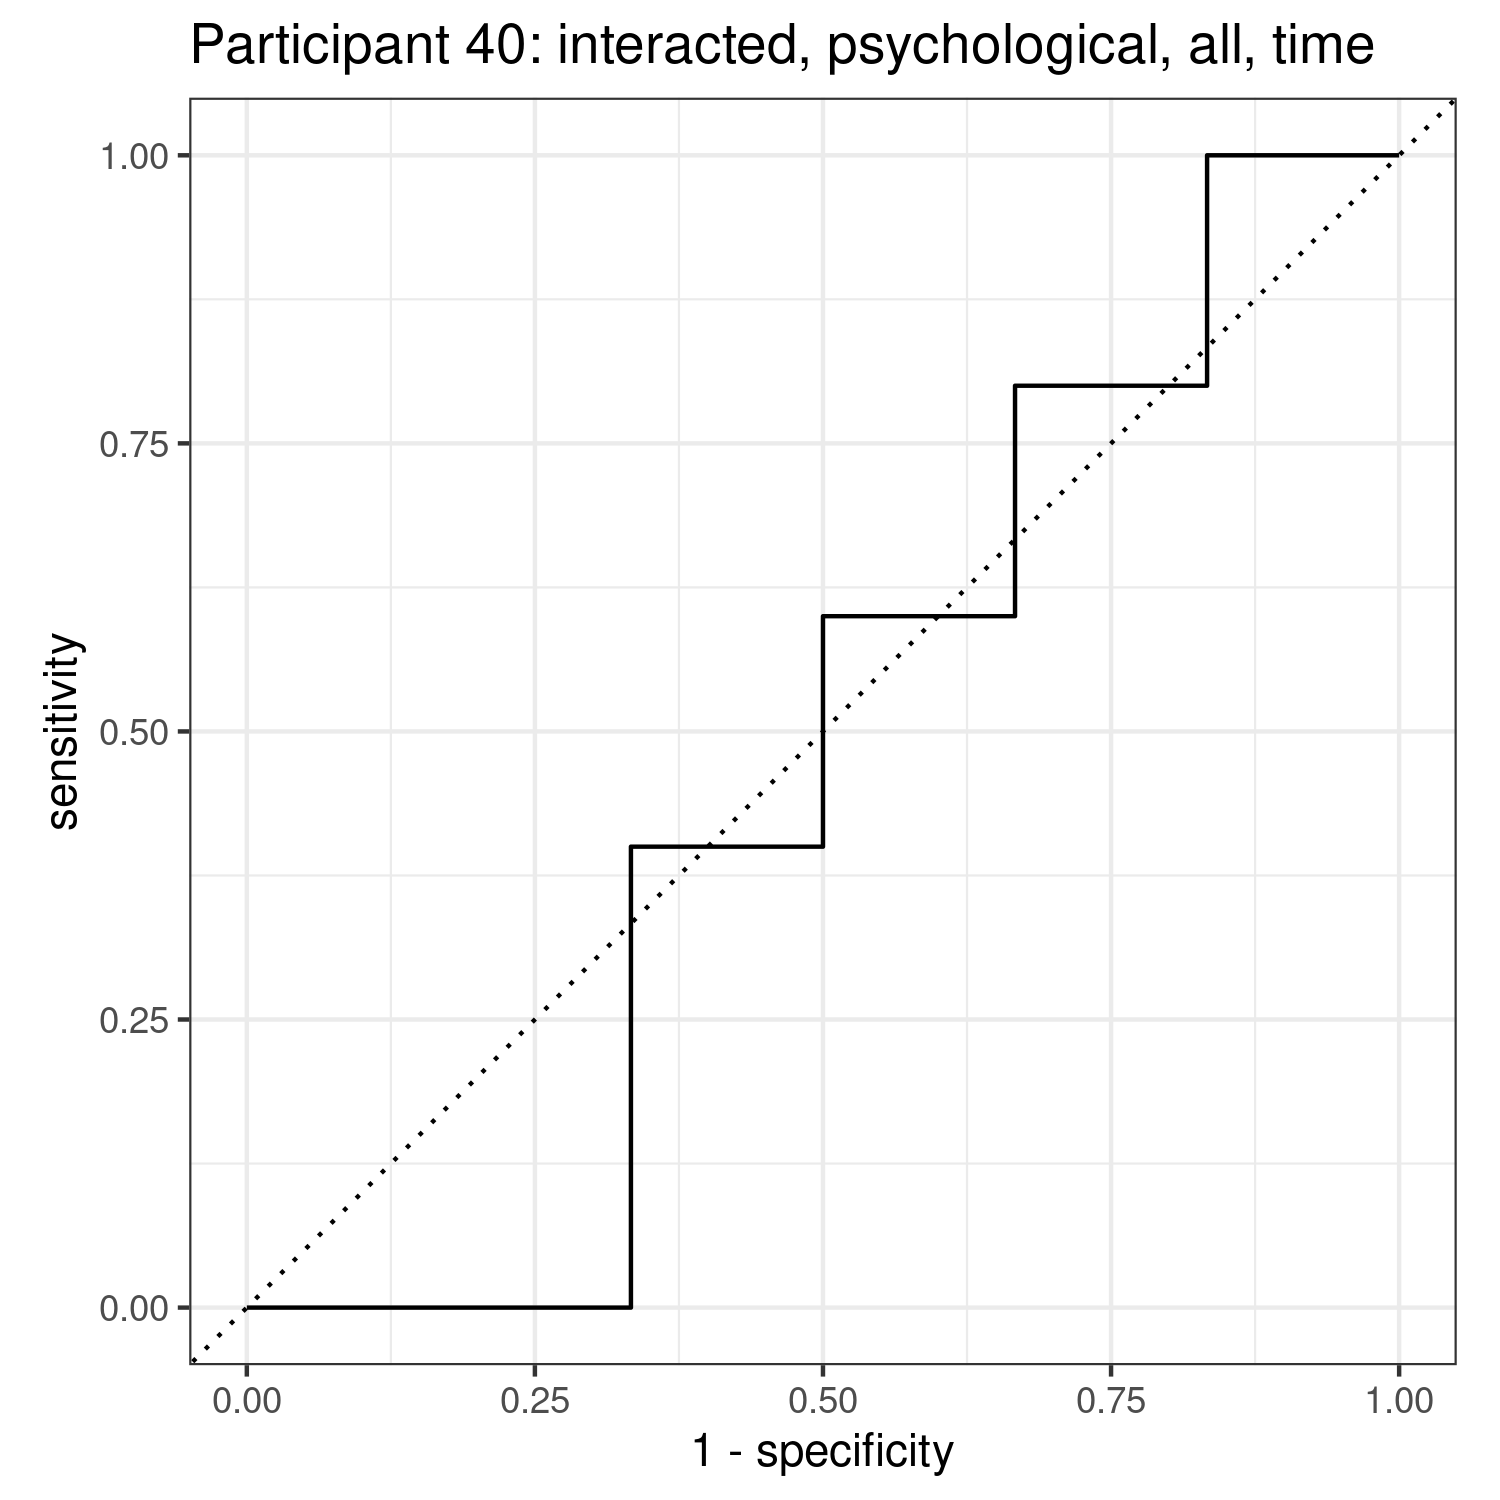 Participant 40: interacted, psychological, all, time
1.00
0.75
0.50
0.25
0.00
sensitivity
0.00 0.25 0.50 0.75 1.00
1 - specificity